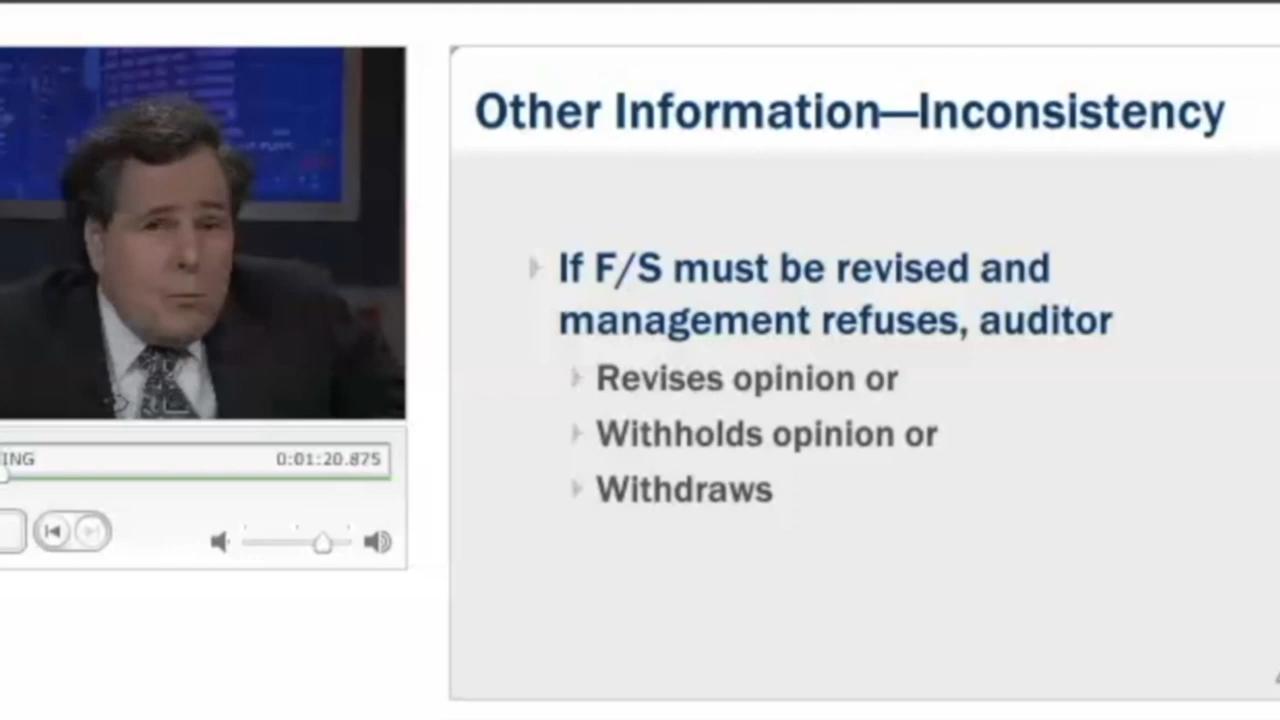 Other Information—Inconsistency
If F/S must be revised and
management refuses, auditor
Revises opinion or
Withholds opinion or
Withdraws
ING 0:01:20.875